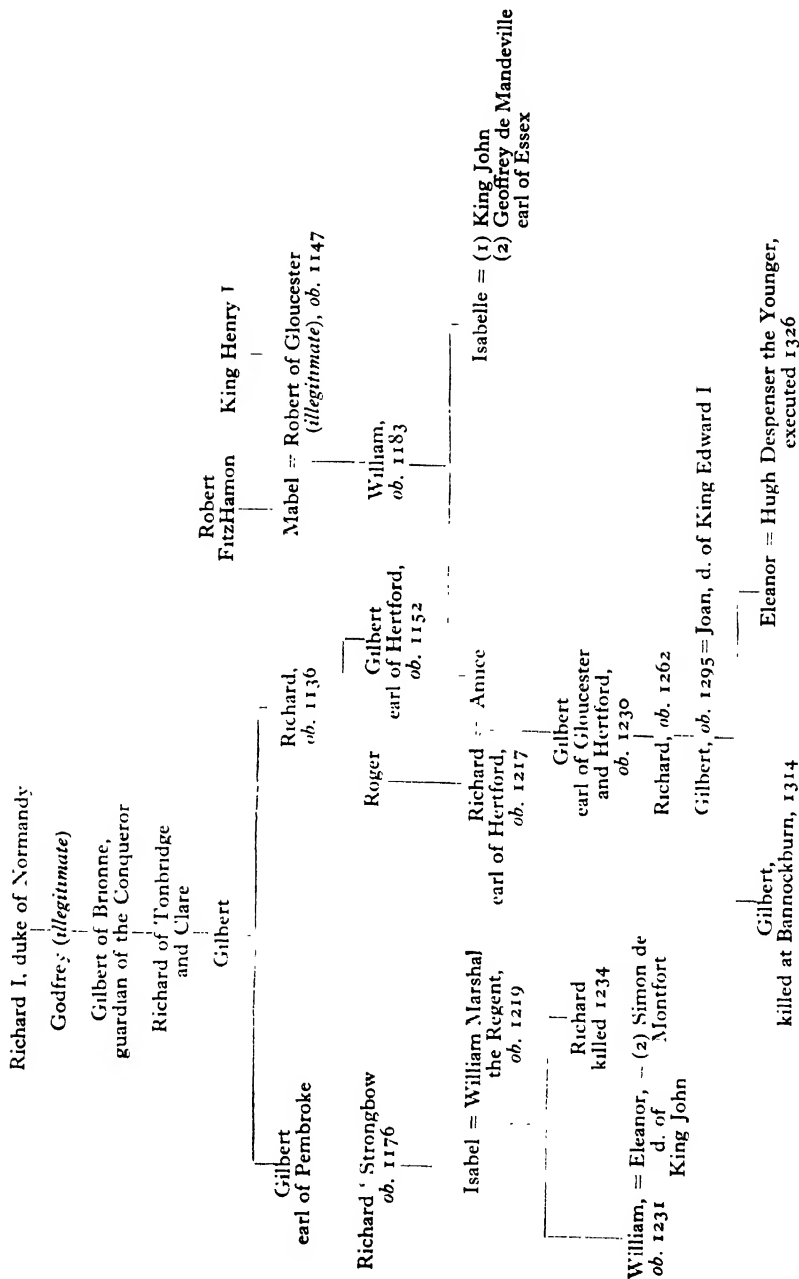 Richard I, duke of Normandy
Godfrey (illegitimate)
Gilbert of Brionne,
guardian of the Conqueror
Richard of Tonbridge
and Clare
Gilbert
Gilbert
earl of Pembroke
Richard,
ob. 1136
Robert
FitzHamon
King Henry I
Mabel = Robert of Gloucester
(illegitimate), ob. 1147
Richard ' Strongbow
ob. 1176
Roger
Gilbert
earl of Hertford,
ob. 1152
William,
ob. 1183
Isabel = William Marshal
the Regent,
ob. 1219
Richard = Amice
earl of Hertford,
ob. 1217
Isabelle = (1) King John
(2) Geoffrey de Mandeville
earl of Essex
Richard
killed 1234
Gilbert
earl of Gloucester
and Hertford,
ob. 1230
William, = Eleanor, – (2) Simon de
ob. 1231 d. of Montfort
King John
Richard, ob. 1262
Gilbert, ob. 1295 = Joan, d. of King Edward I
Gilbert,
killed at Bannockburn, 1314
Eleanor = Hugh Despenser the Younger,
executed 1326